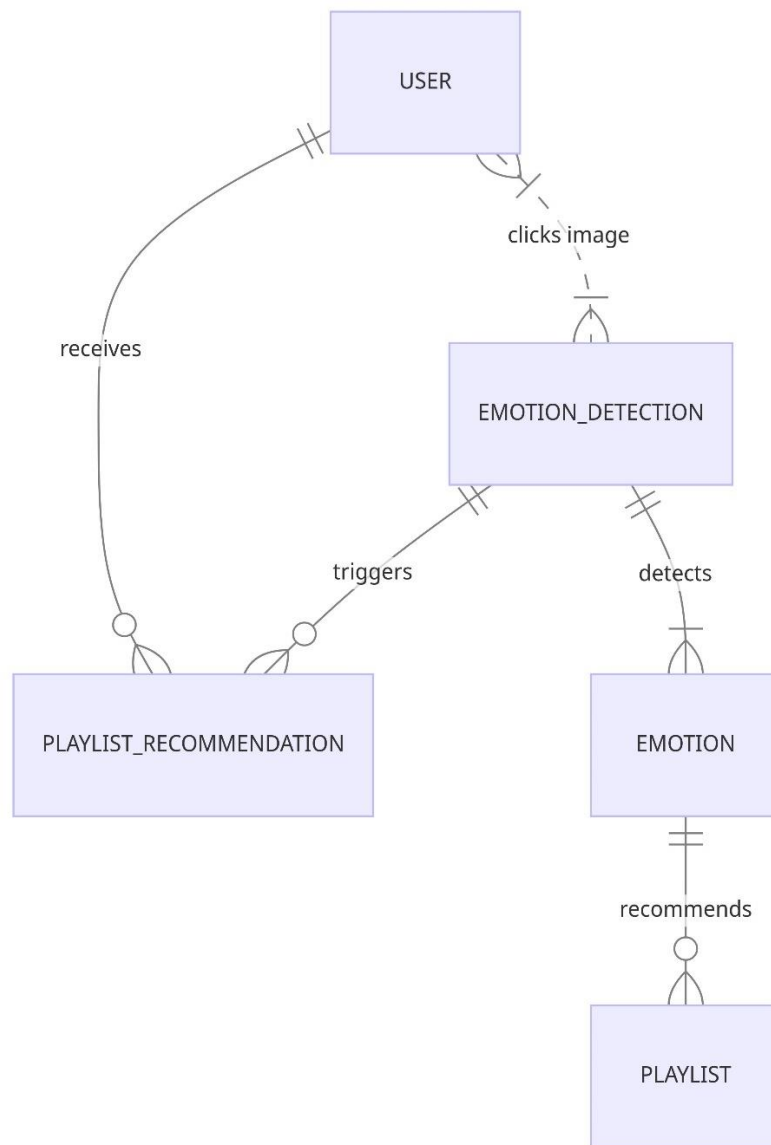 USER
clicks image
receives
EMOTION_DETECTION
triggers
detects
PLAYLIST_RECOMMENDATION
EMOTION
recommends
PLAYLIST